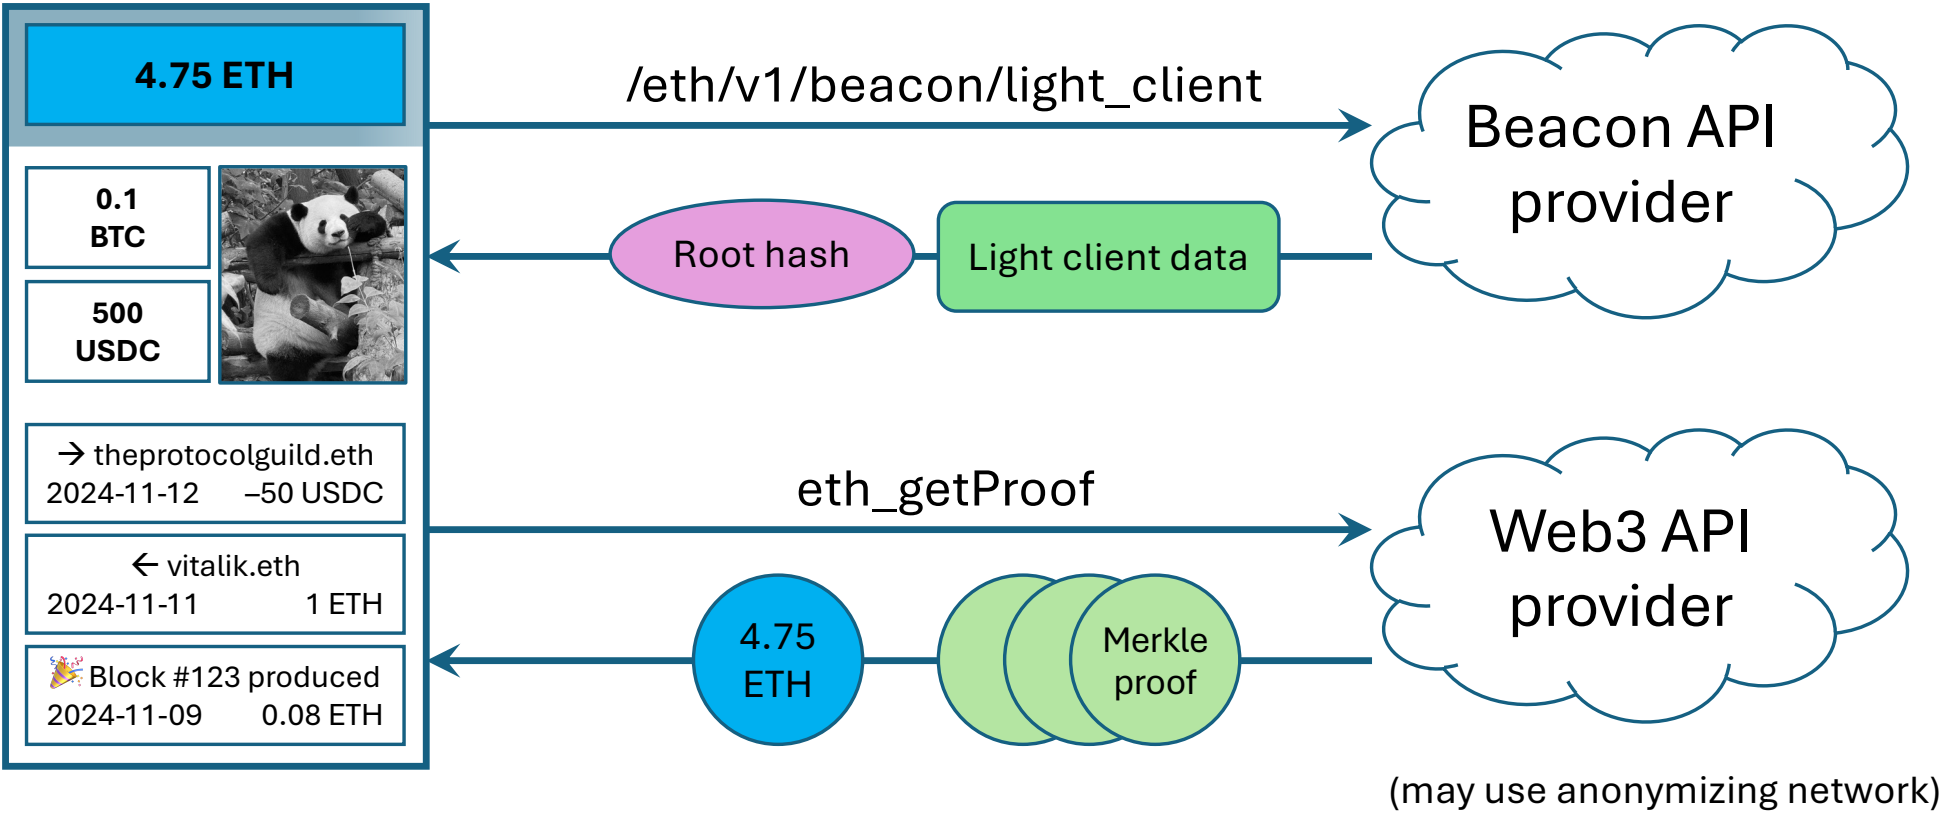 4.75 ETH
0.1
BTC
500
USDC
→ theprotocolguild.eth
2024-11-12 –50 USDC
← vitalik.eth
2024-11-11 1 ETH
🎉 Block #123 produced
2024-11-09 0.08 ETH
/eth/v1/beacon/light_client
Root hash
Light client data
Beacon API
provider
eth_getProof
4.75
ETH
Merkle
proof
Web3 API
provider
(may use anonymizing network)